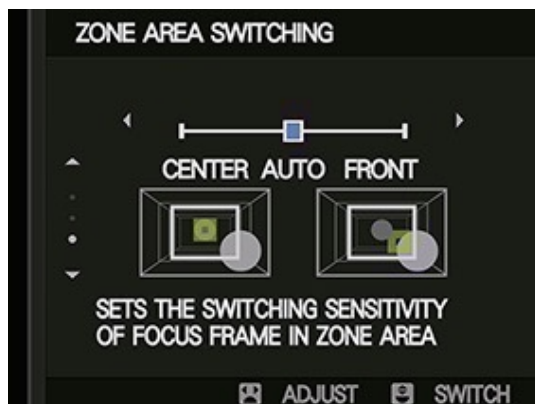 ZONE AREA SWITCHING
CENTER AUTO FRONT
SETS THE SWITCHING SENSITIVITY
OF FOCUS FRAME IN ZONE AREA
ADJUST SWITCH